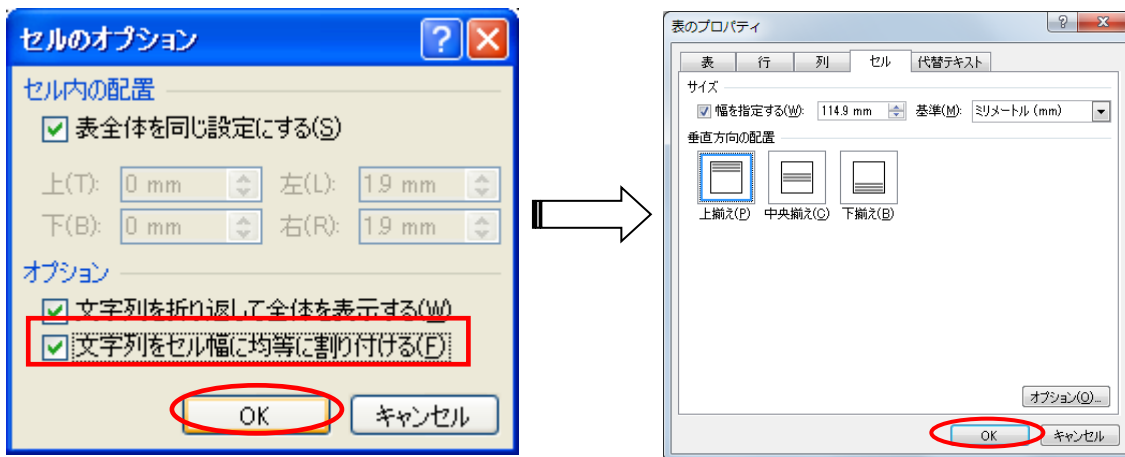 セルのオプション
セル内の配置
表全体を同じ設定にする(S)
上(T): 0 mm 左(L): 1.9 mm
下(B): 0 mm 右(R): 1.9 mm
オプション
文字列を折り返して全体を表示する(W)
文字列をセル幅に均等に割り付ける(F)
OK キャンセル
表のプロパティ
表 行 列 セル 代替テキスト
サイズ
幅を指定する(W): 114.9 mm 基準(M): ミリメートル (mm)
垂直方向の配置
上揃え(P) 中央揃え(C) 下揃え(B)
オプション(O)...
OK キャンセル